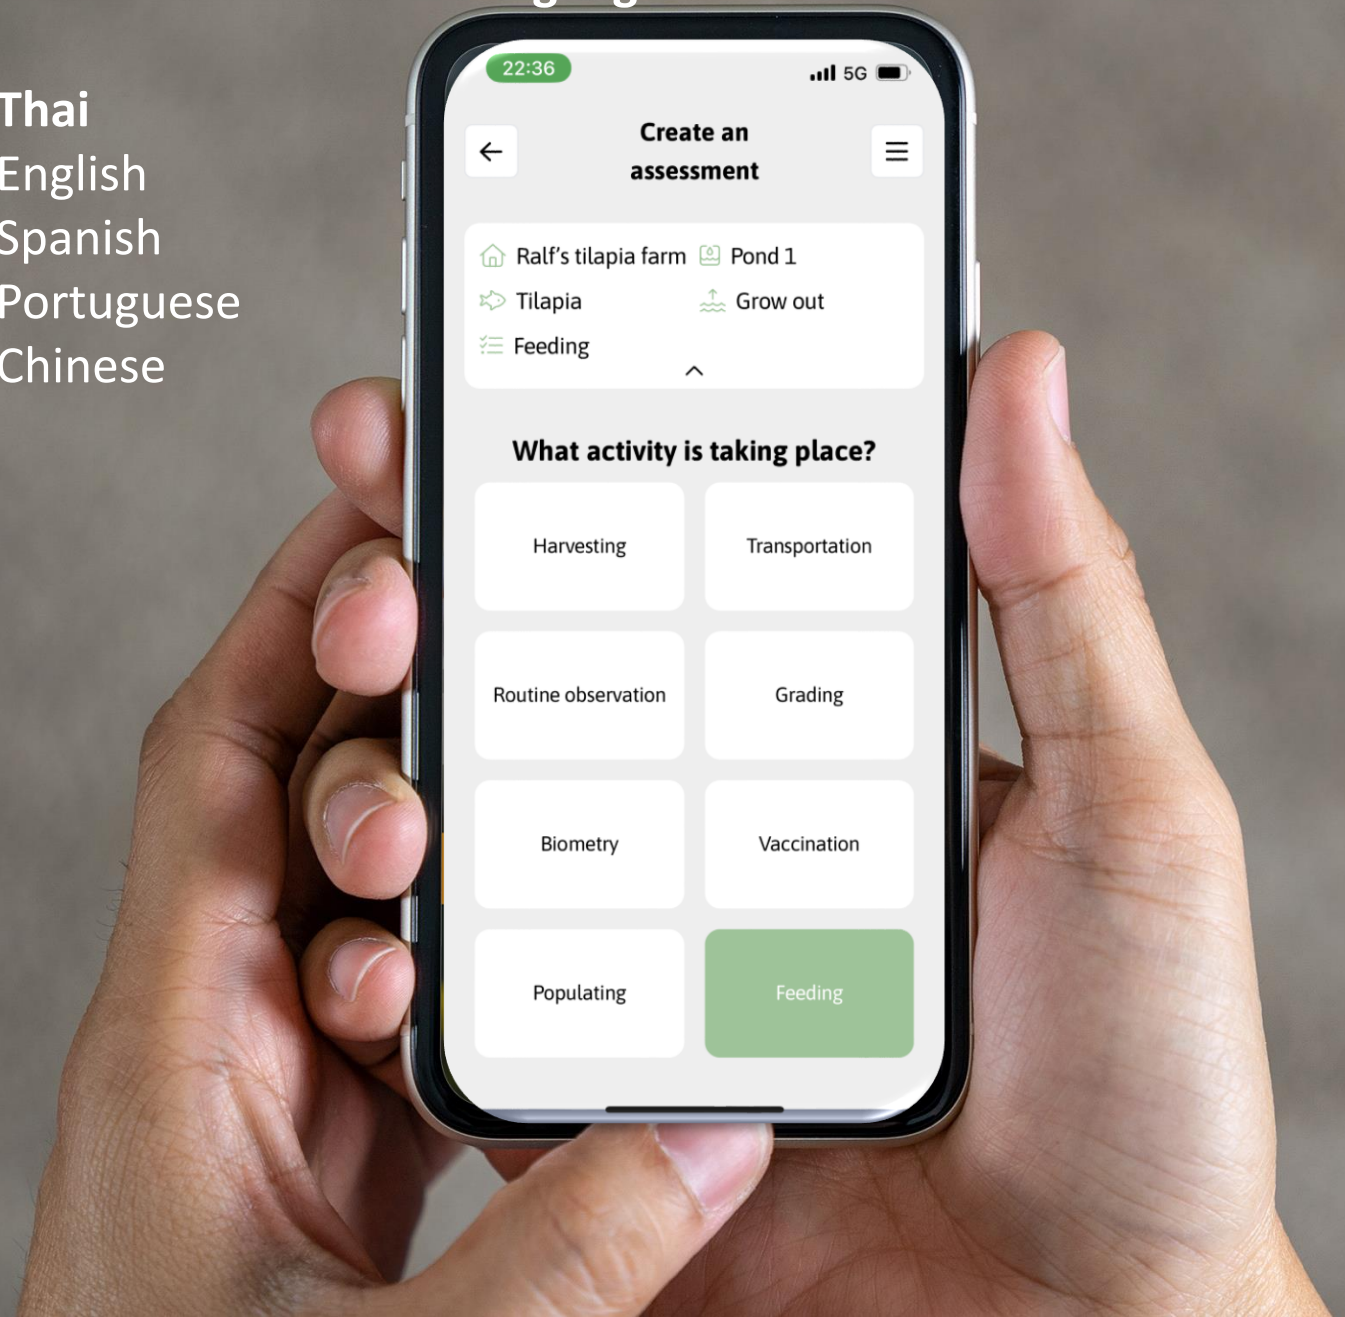 Thai
English
Spanish
Portuguese
Chinese
22:36
5G
Create an
assessment
Ralf's tilapia farm
Pond 1
Tilapia
Grow out
Feeding
What activity is taking place?
Harvesting
Transportation
Routine observation
Grading
Biometry
Vaccination
Populating
Feeding